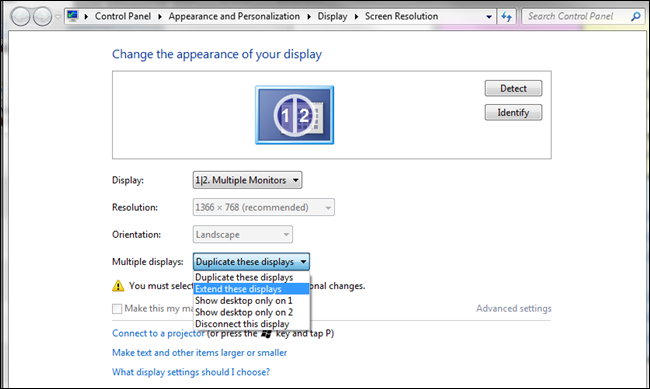 Control Panel Appearance and Personalization Display Screen Resolution Search Control Panel
Change the appearance of your display
1 2
Detect
Identify
Display: 1|2. Multiple Monitors
Resolution: 1366 × 768 (recommended)
Orientation: Landscape
Multiple displays: Duplicate these displays
Duplicate these displays
Extend these displays
Show desktop only on 1
Show desktop only on 2
Disconnect this display
You must select onal changes.
Make this my ma Advanced settings
Connect to a projector (or press the key and tap P)
Make text and other items larger or smaller
What display settings should I choose?